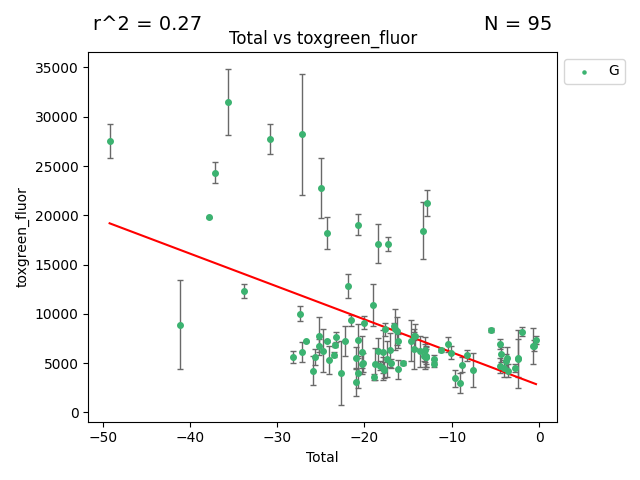 r^2 = 0.27
N = 95
Total vs toxgreen_fluor
G
35000
30000
25000
20000
15000
10000
5000
0
toxgreen_fluor
−50
−40
−30
−20
−10
0
Total